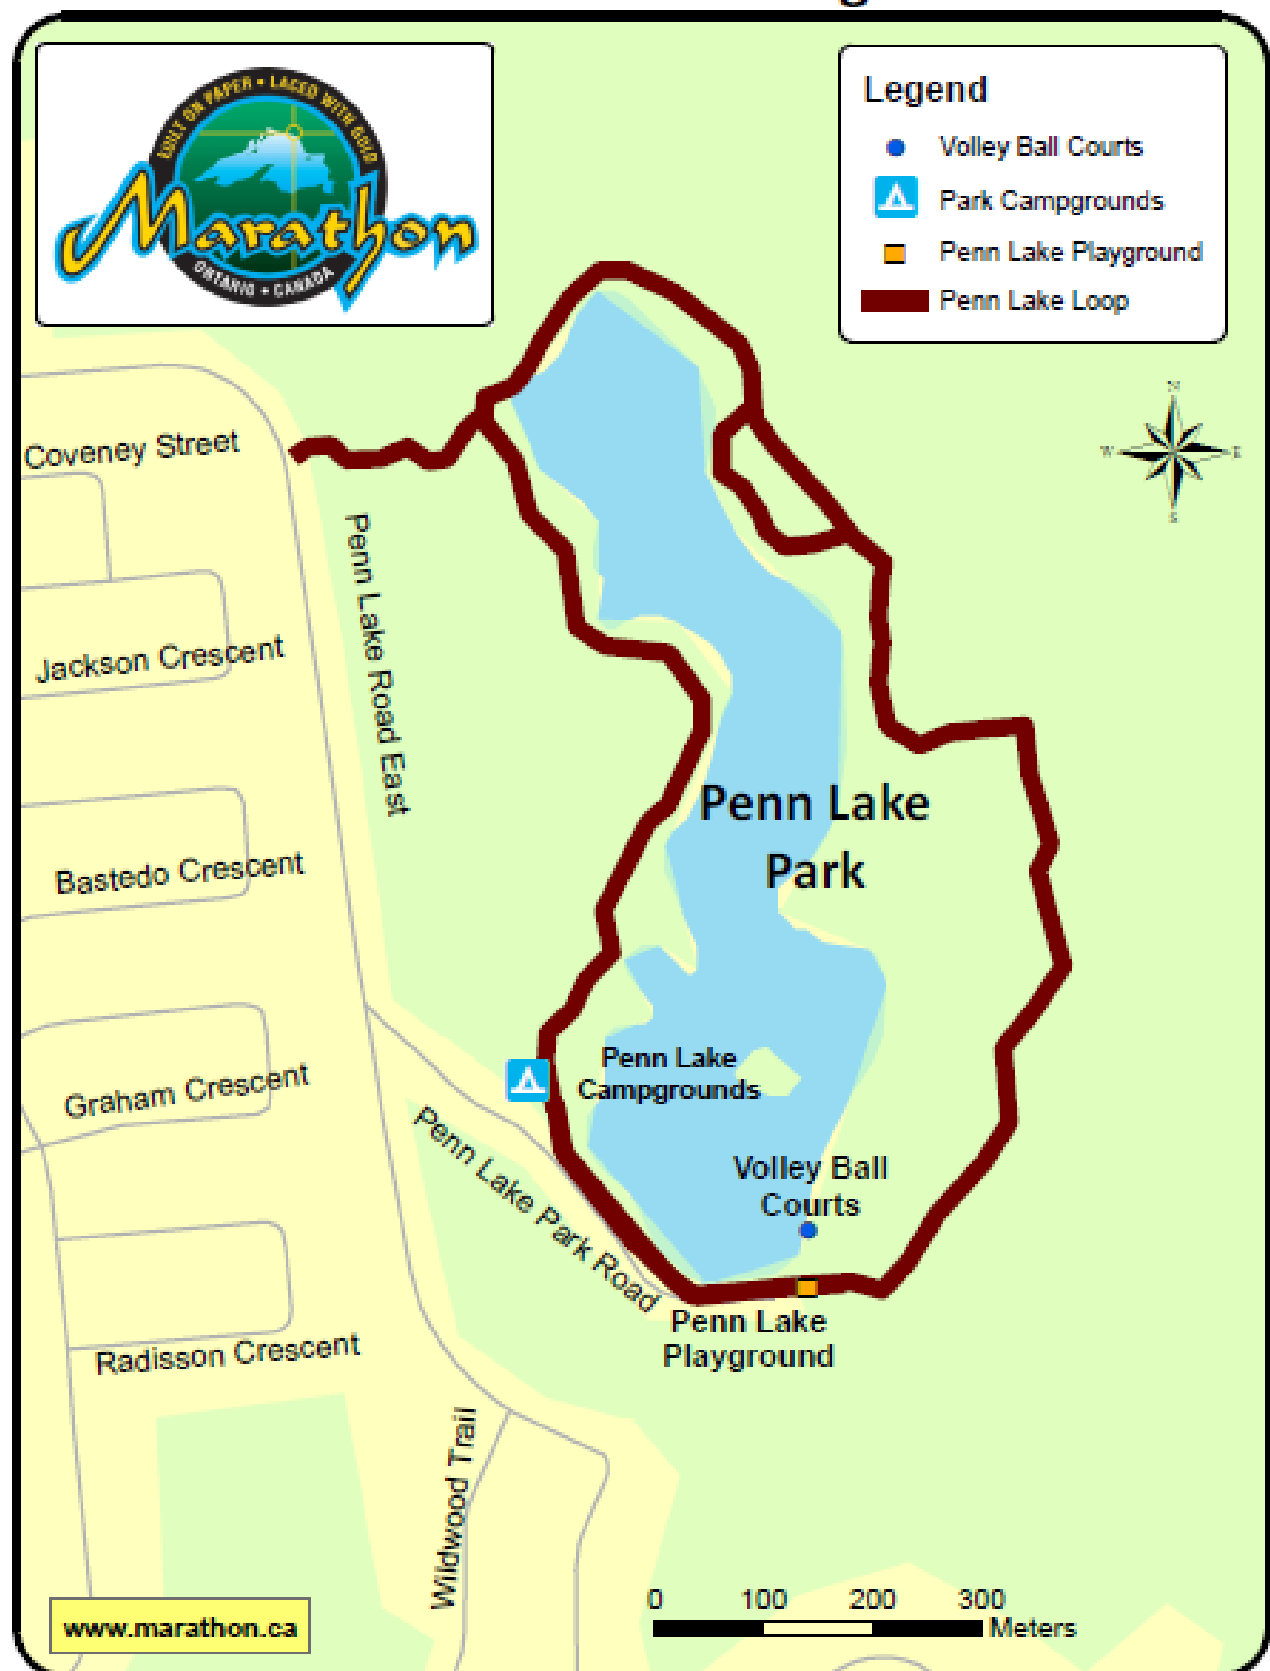 BUILT ON PAPER • LACED WITH GOLD
Marathon
ONTARIO • CANADA
Legend
Volley Ball Courts
Park Campgrounds
Penn Lake Playground
Penn Lake Loop
N
W E
S
Coveney Street
Penn Lake Road East
Jackson Crescent
Penn Lake
Park
Bastedo Crescent
Penn Lake
Campgrounds
Graham Crescent
Penn Lake Park Road
Volley Ball
Courts
Penn Lake
Playground
Radisson Crescent
Wildwood Trail
0 100 200 300
Meters
www.marathon.ca